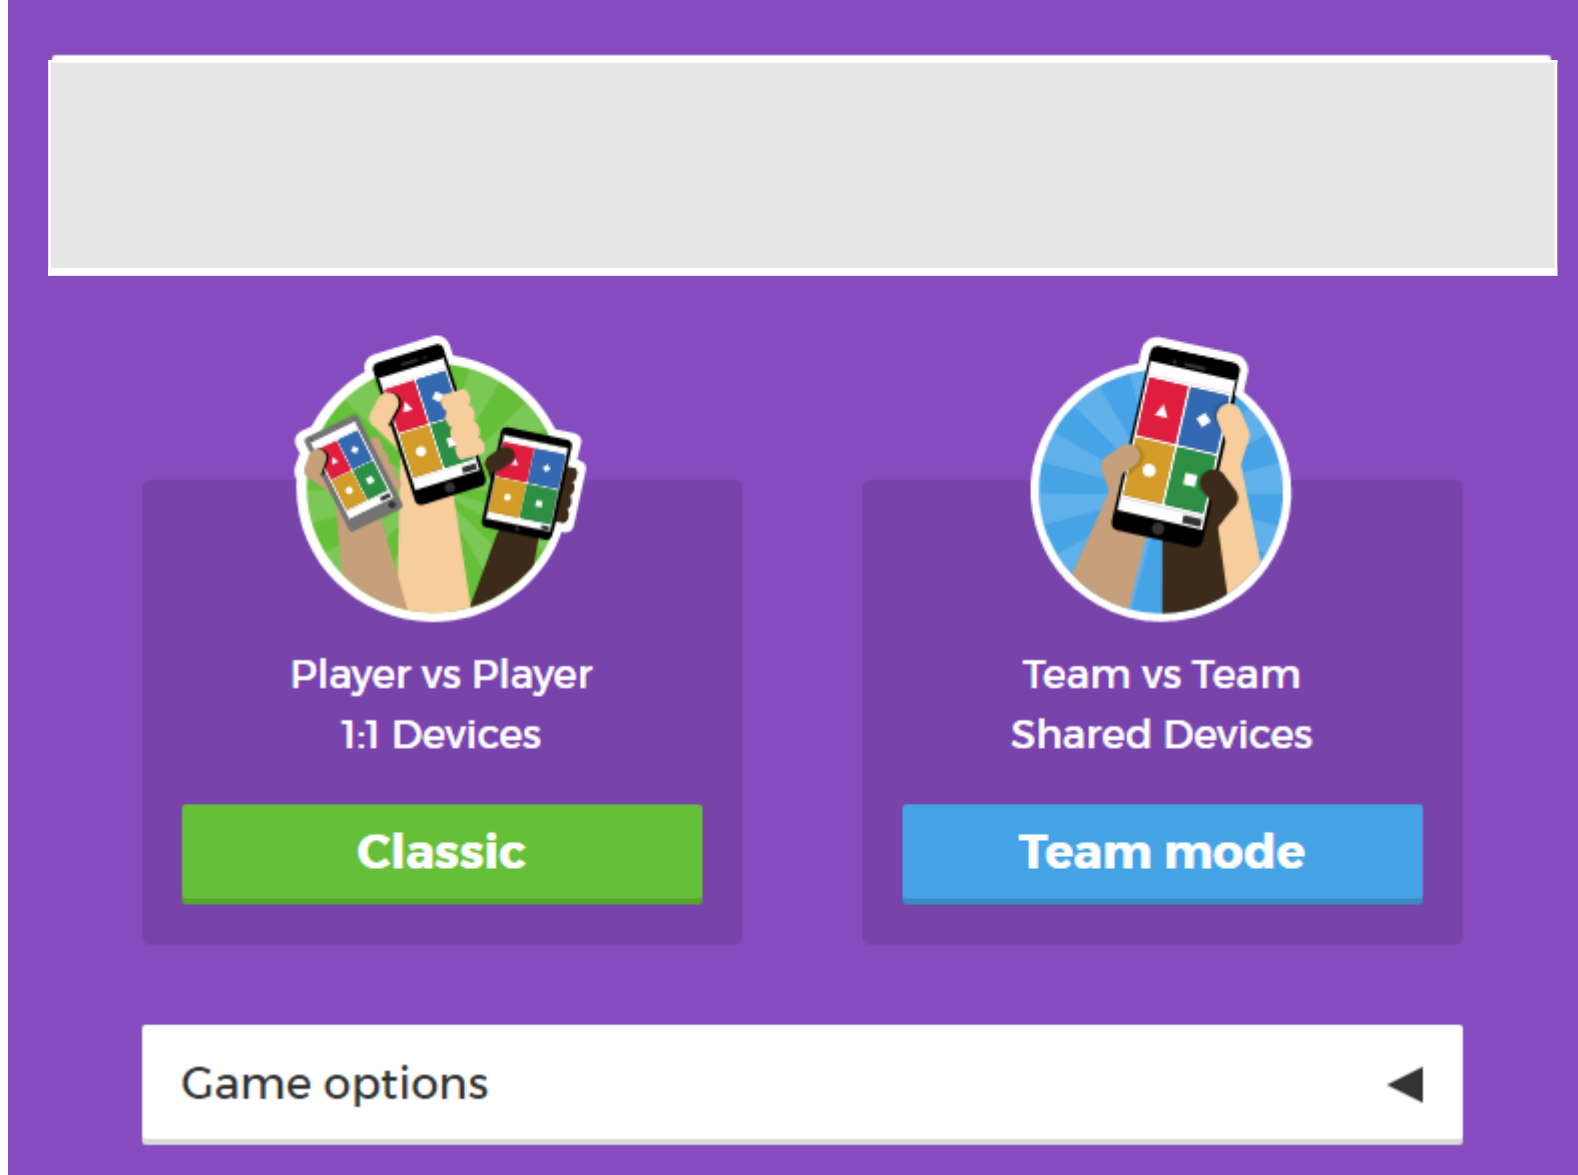 Player vs Player
1:1 Devices
Classic
Team vs Team
Shared Devices
Team mode
Game options